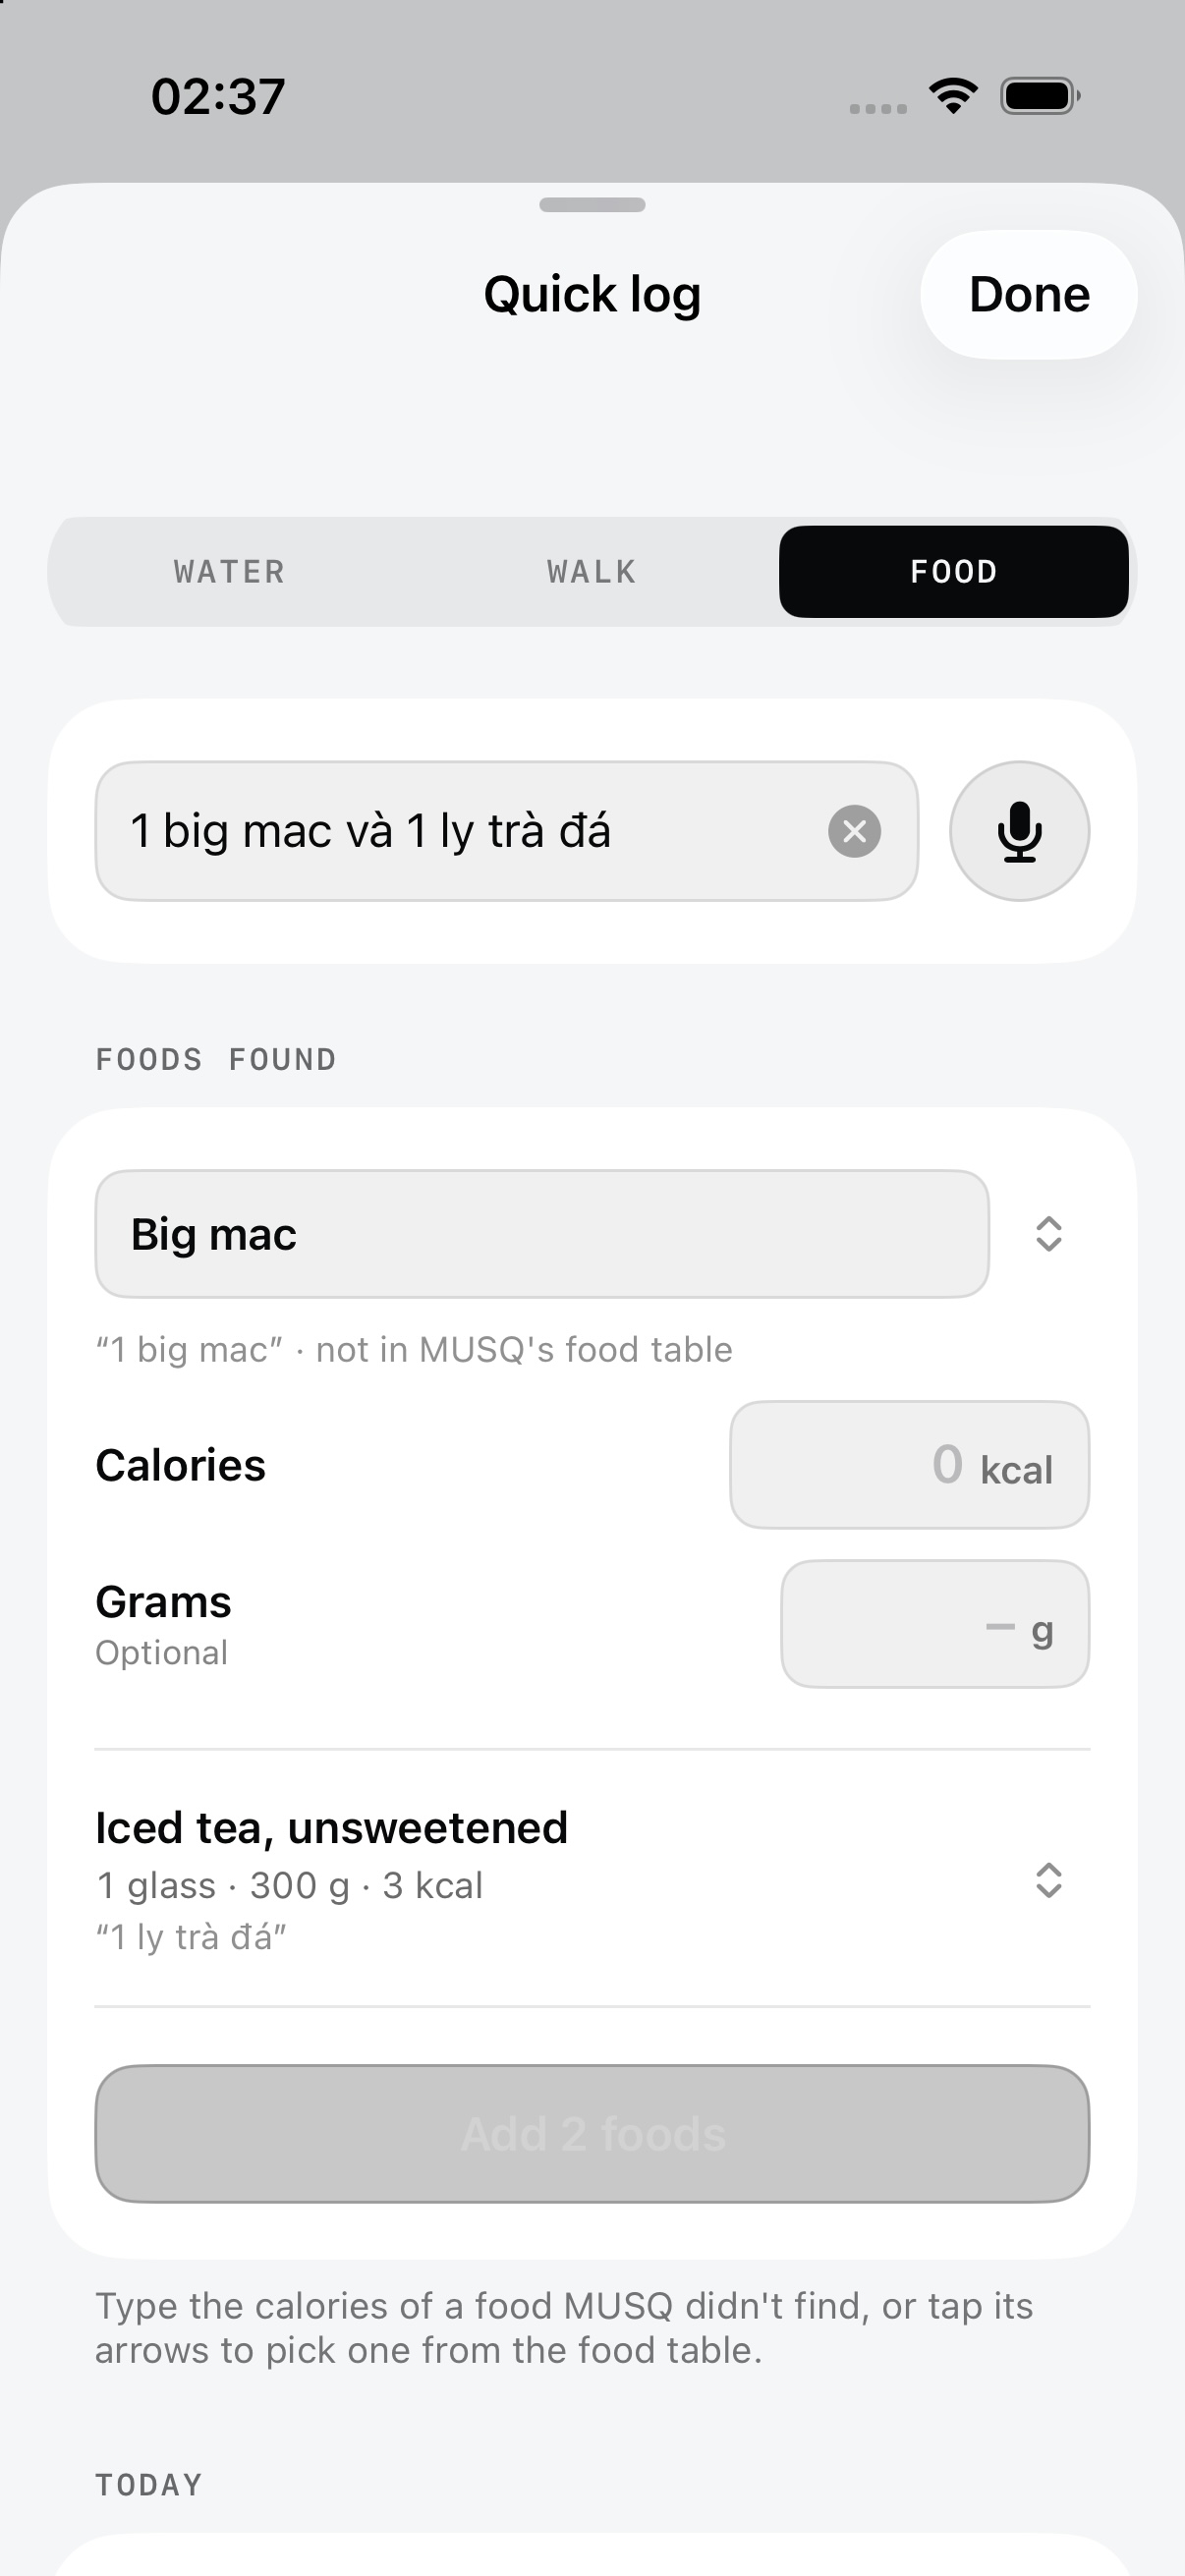 02:37
Quick log
Done
WATER
WALK
FOOD
1 big mac và 1 ly trà đá
FOODS FOUND
Big mac
“1 big mac” · not in MUSQ's food table
Calories
0 kcal
Grams
Optional
– g
Iced tea, unsweetened
1 glass · 300 g · 3 kcal
“1 ly trà đá”
Add 2 foods
Type the calories of a food MUSQ didn't find, or tap its
arrows to pick one from the food table.
TODAY